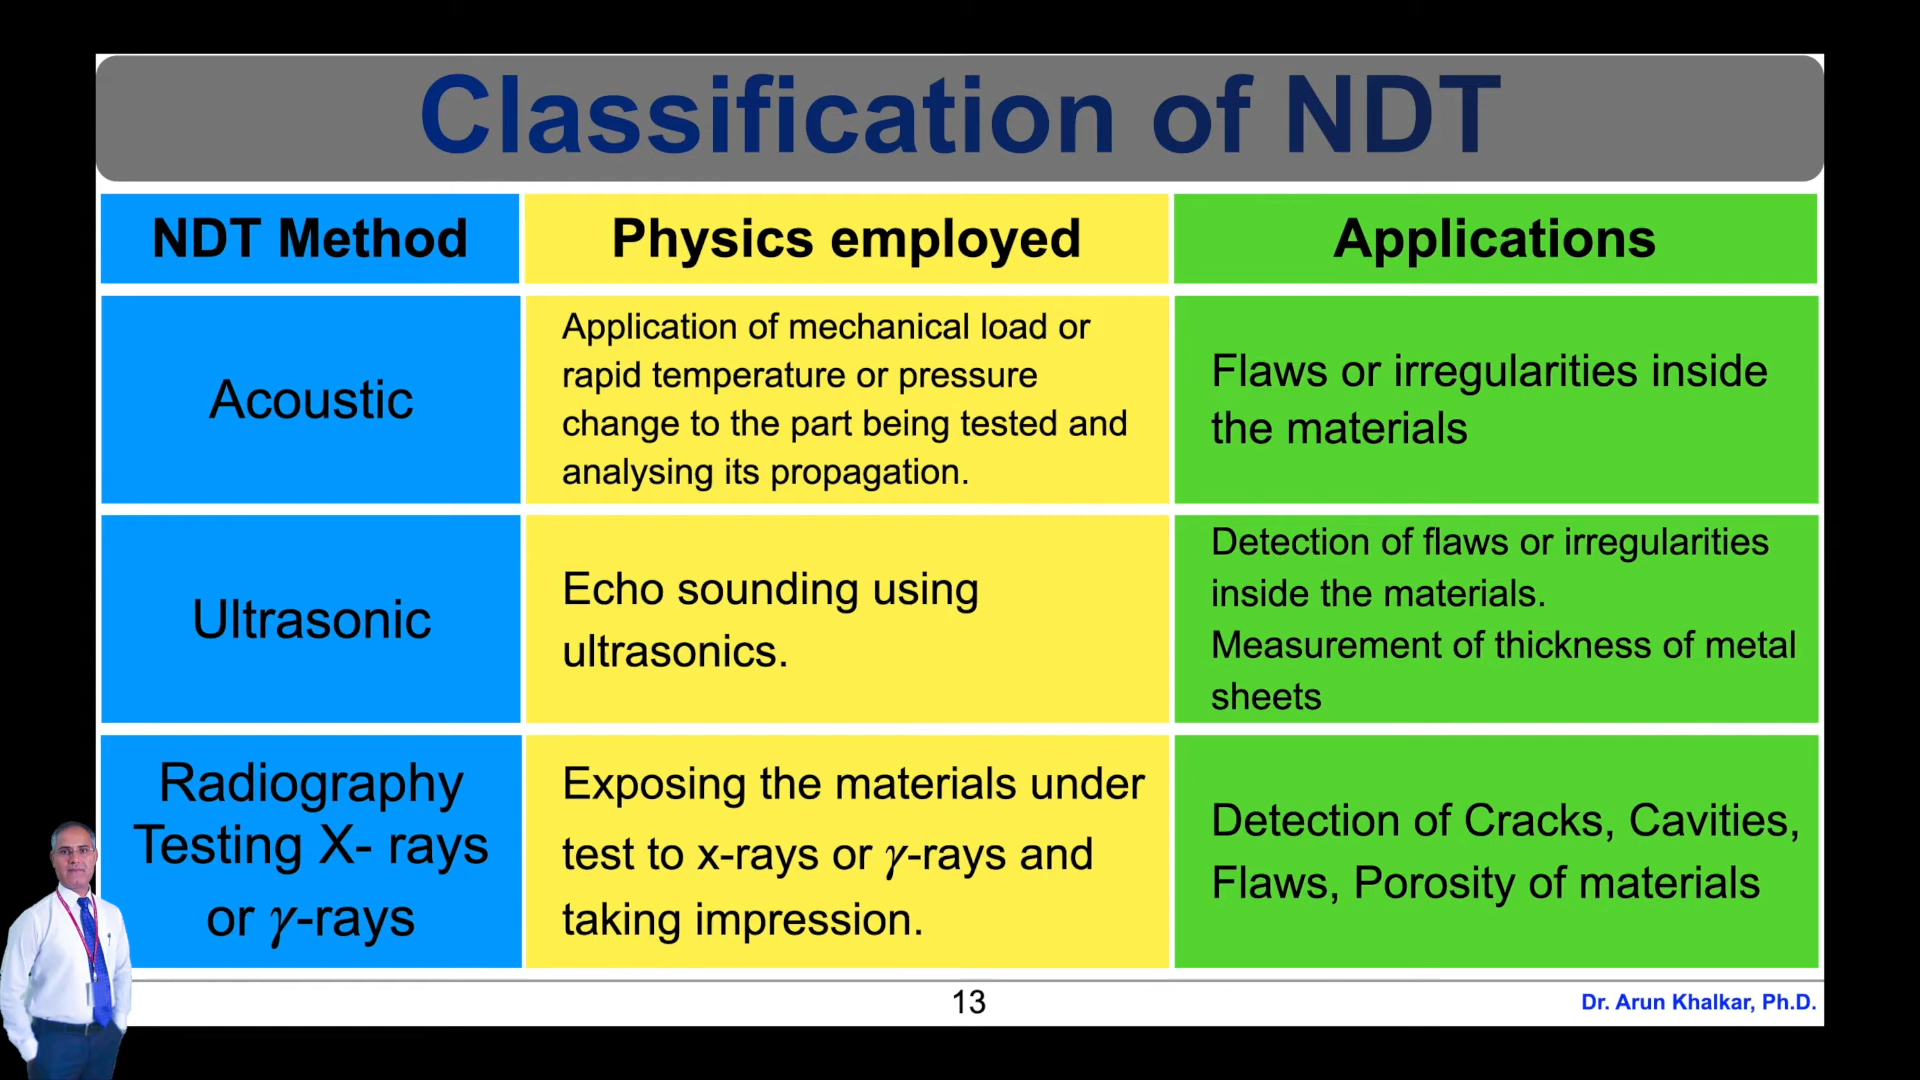 Classification of NDT
NDT Method
Physics employed
Applications
Acoustic
Application of mechanical load or
rapid temperature or pressure
change to the part being tested and
analysing its propagation.
Flaws or irregularities inside
the materials
Ultrasonic
Echo sounding using
ultrasonics.
Detection of flaws or irregularities
inside the materials.
Measurement of thickness of metal
sheets
Radiography
Testing X- rays
or γ-rays
Exposing the materials under
test to x-rays or γ-rays and
taking impression.
Detection of Cracks, Cavities,
Flaws, Porosity of materials
13
Dr. Arun Khalkar, Ph.D.